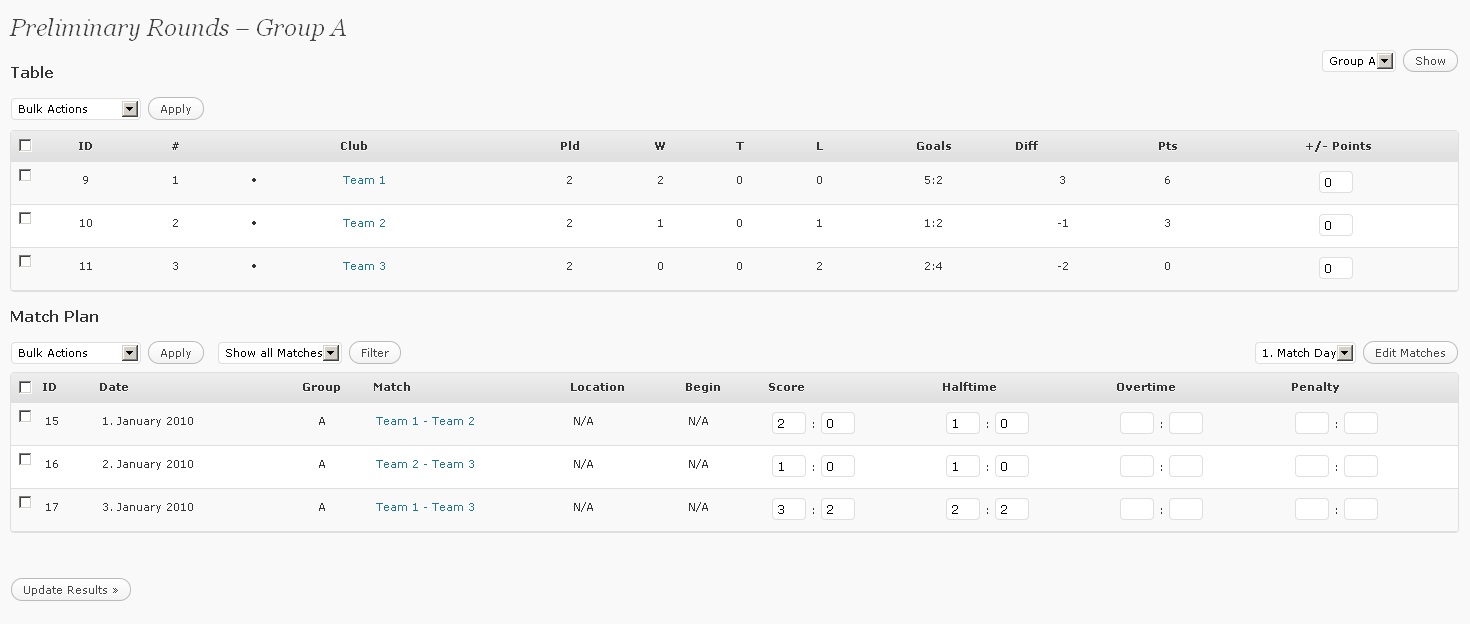 Preliminary Rounds – Group A
Group A Show
Table
Bulk Actions Apply
ID # Club Pld W T L Goals Diff Pts +/- Points
9 1 • Team 1 2 2 0 0 5:2 3 6 0
10 2 • Team 2 2 1 0 1 1:2 -1 3 0
11 3 • Team 3 2 0 0 2 2:4 -2 0 0
Match Plan
Bulk Actions Apply Show all Matches Filter 1. Match Day Edit Matches
ID Date Group Match Location Begin Score Halftime Overtime Penalty
15 1. January 2010 A Team 1 - Team 2 N/A N/A 2 : 0 1 : 0 : :
16 2. January 2010 A Team 2 - Team 3 N/A N/A 1 : 0 1 : 0 : :
17 3. January 2010 A Team 1 - Team 3 N/A N/A 3 : 2 2 : 2 : :
Update Results »